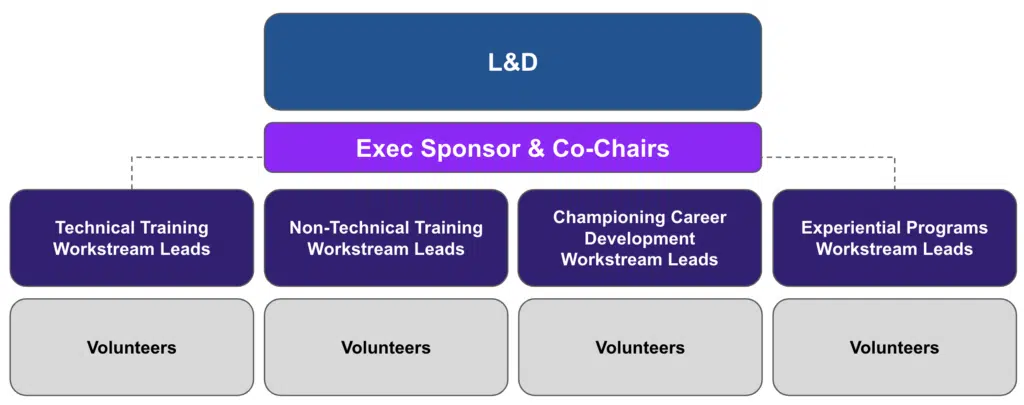 L&D
Exec Sponsor & Co-Chairs
Technical Training
Workstream Leads
Non-Technical Training
Workstream Leads
Championing Career
Development
Workstream Leads
Experiential Programs
Workstream Leads
Volunteers
Volunteers
Volunteers
Volunteers